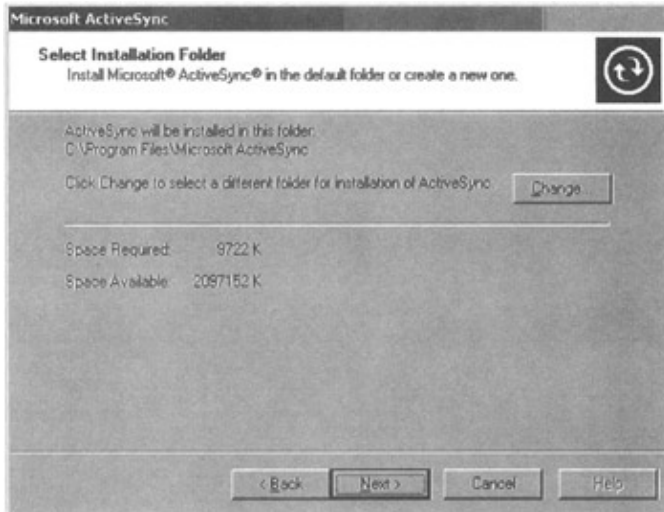 Microsoft ActiveSync
Select Installation Folder
Install Microsoft® ActiveSync® in the default folder or create a new one.
ActiveSync will be installed in this folder:
C:\Program Files\Microsoft ActiveSync
Click Change to select a different folder for installation of ActiveSync.
Change...
Space Required: 9722 K
Space Available: 2097152 K
< Back
Next >
Cancel
Help